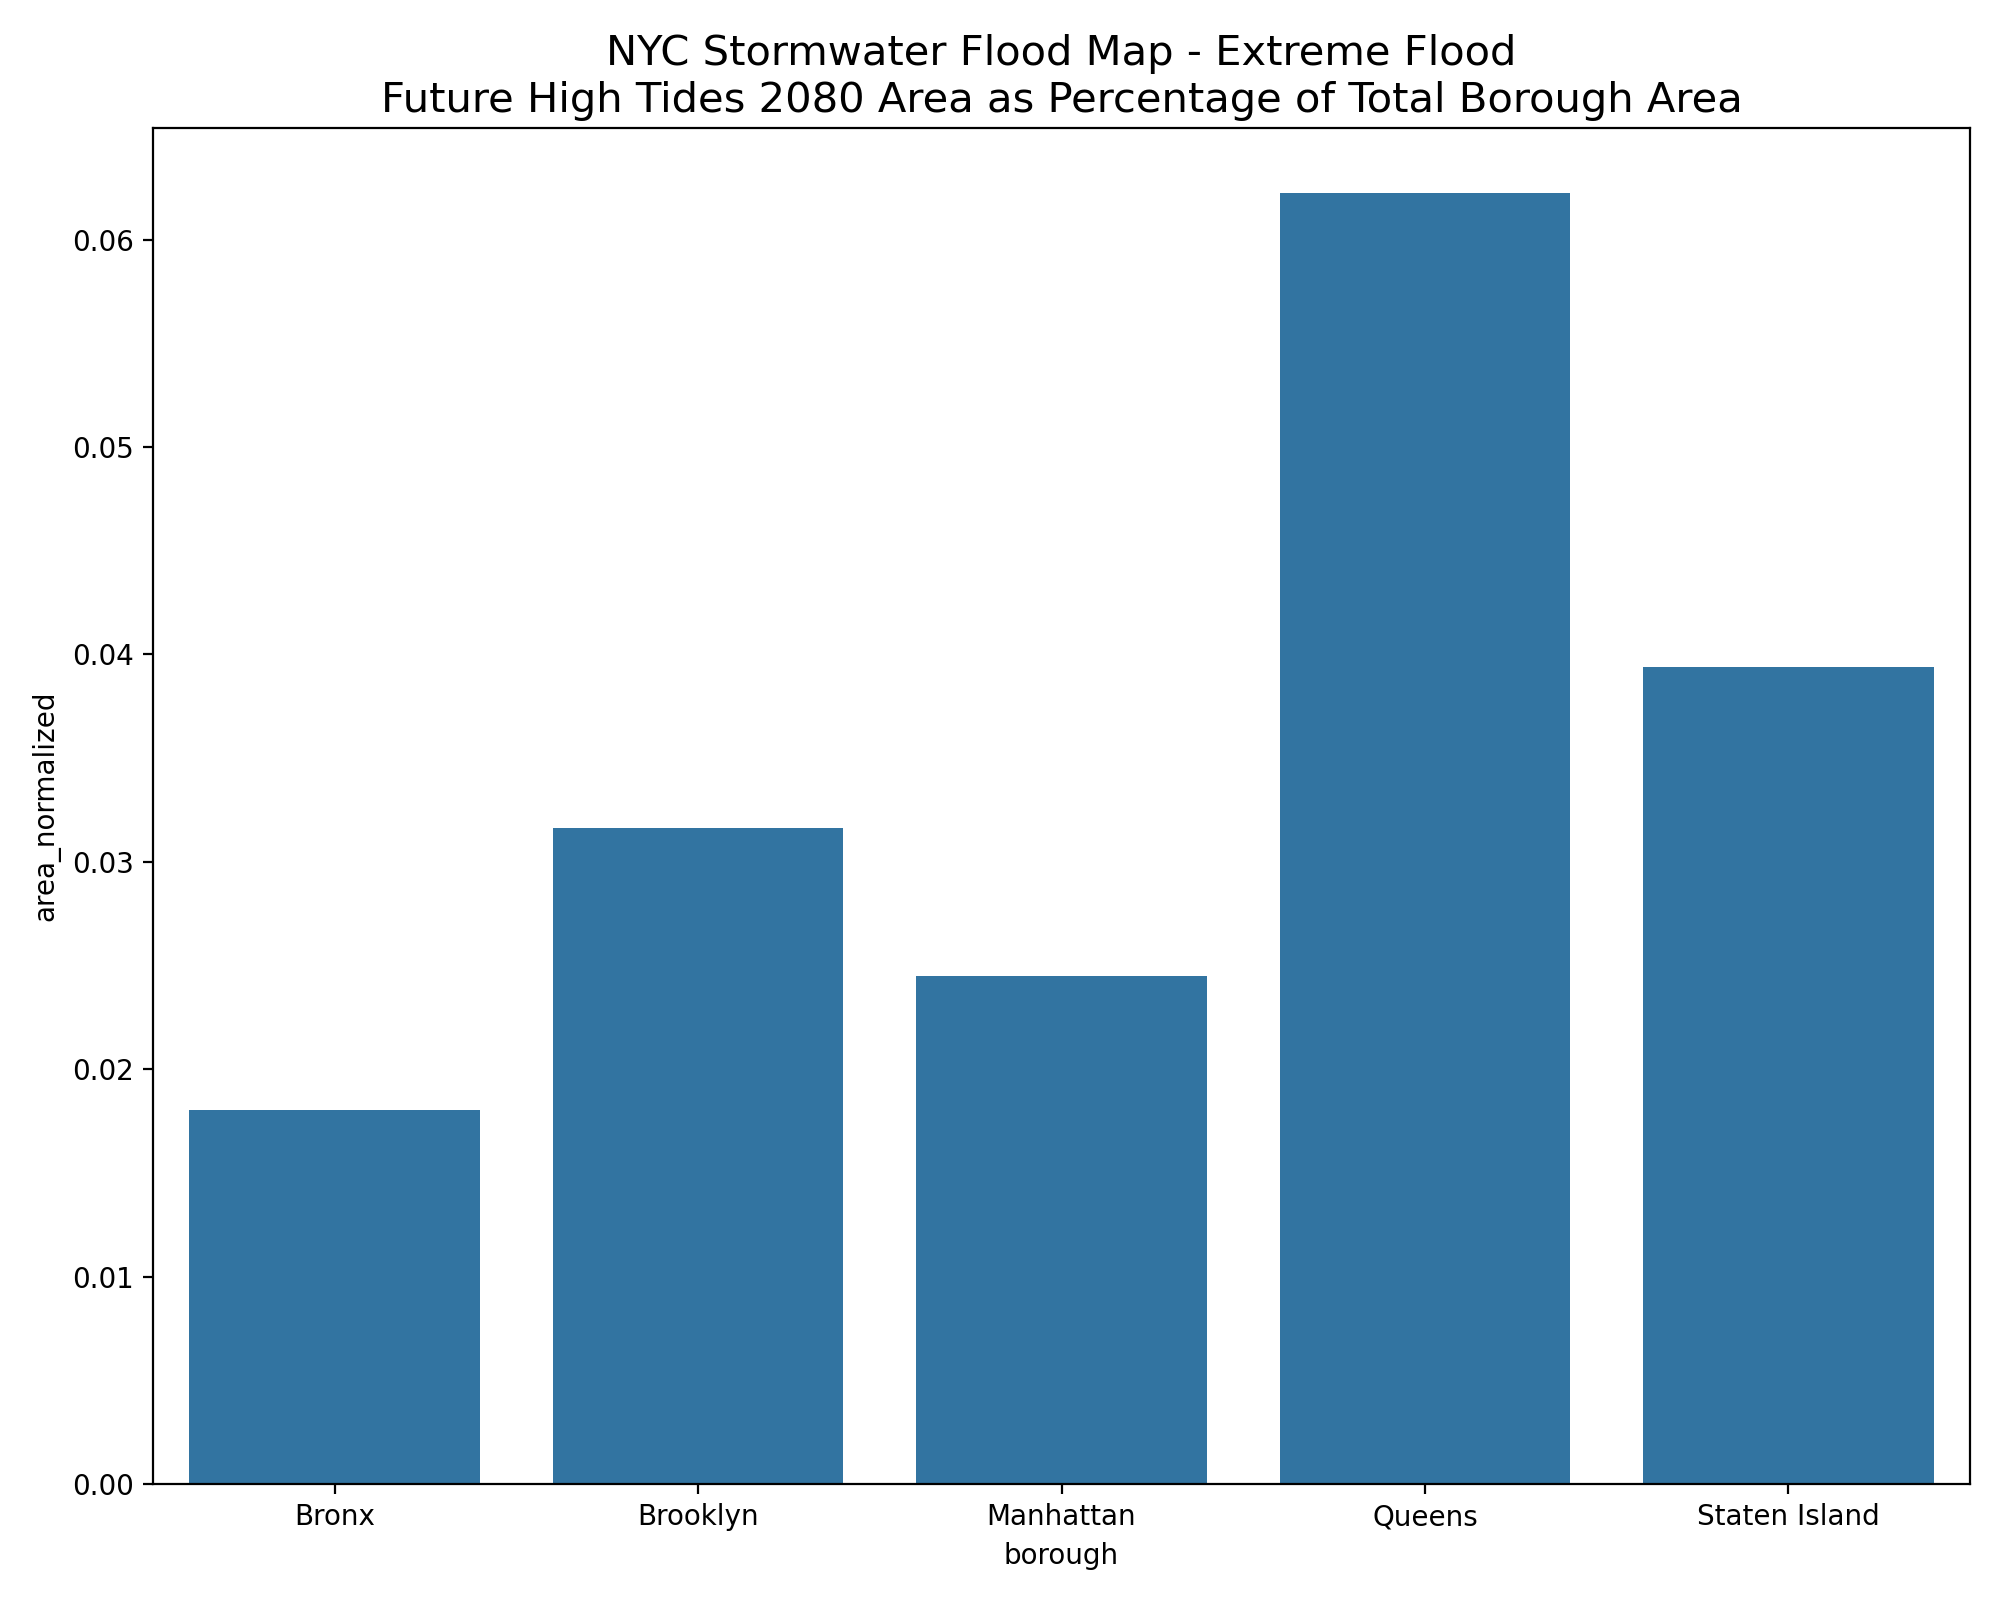 NYC Stormwater Flood Map - Extreme Flood
Future High Tides 2080 Area as Percentage of Total Borough Area
area_normalized
0.06
0.05
0.04
0.03
0.02
0.01
0.00
Bronx
Brooklyn
Manhattan
Queens
Staten Island
borough